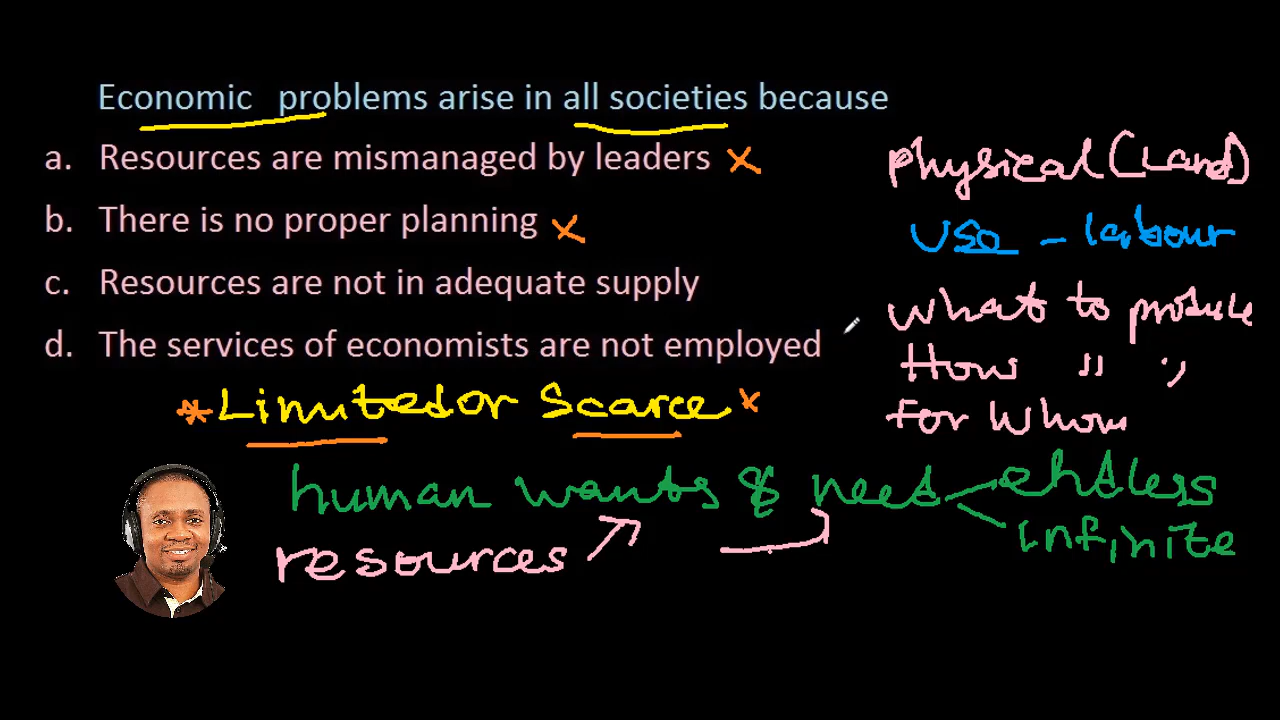 Economic problems arise in all societies because
a. Resources are mismanaged by leaders x
b. There is no proper planning x
c. Resources are not in adequate supply
d. The services of economists are not employed
* Limited or Scarce x
human wants & need endless
infinite
resources
Physical (Land)
USO - labour
What to produce
How " "
For Whom